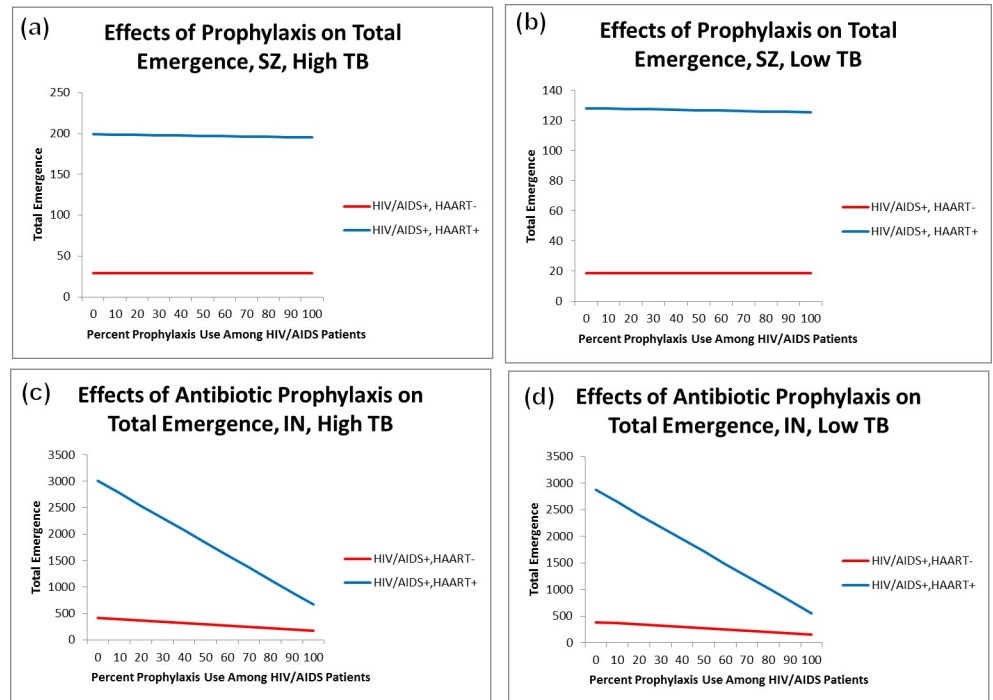 (a)
Effects of Prophylaxis on Total
Emergence, SZ, High TB
250
200
150
100
50
0
Total Emergence
0 10 20 30 40 50 60 70 80 90 100
Percent Prophylaxis Use Among HIV/AIDS Patients
HIV/AIDS+, HAART-
HIV/AIDS+, HAART+
(b)
Effects of Prophylaxis on Total
Emergence, SZ, Low TB
140
120
100
80
60
40
20
0
Total Emergence
0 10 20 30 40 50 60 70 80 90 100
Percent Prophylaxis Use Among HIV/AIDS Patients
HIV/AIDS+, HAART-
HIV/AIDS+, HAART+
(c)
Effects of Antibiotic Prophylaxis on
Total Emergence, IN, High TB
3500
3000
2500
2000
1500
1000
500
0
Total Emergence
0 10 20 30 40 50 60 70 80 90 100
Percent Prophylaxis Use Among HIV/AIDS Patients
HIV/AIDS+,HAART-
HIV/AIDS+,HAART+
(d)
Effects of Antibiotic Prophylaxis on
Total Emergence, IN, Low TB
3500
3000
2500
2000
1500
1000
500
0
Total Emergence
0 10 20 30 40 50 60 70 80 90 100
Percent Prophylaxis Use Among HIV/AIDS Patients
HIV/AIDS+,HAART-
HIV/AIDS+,HAART+